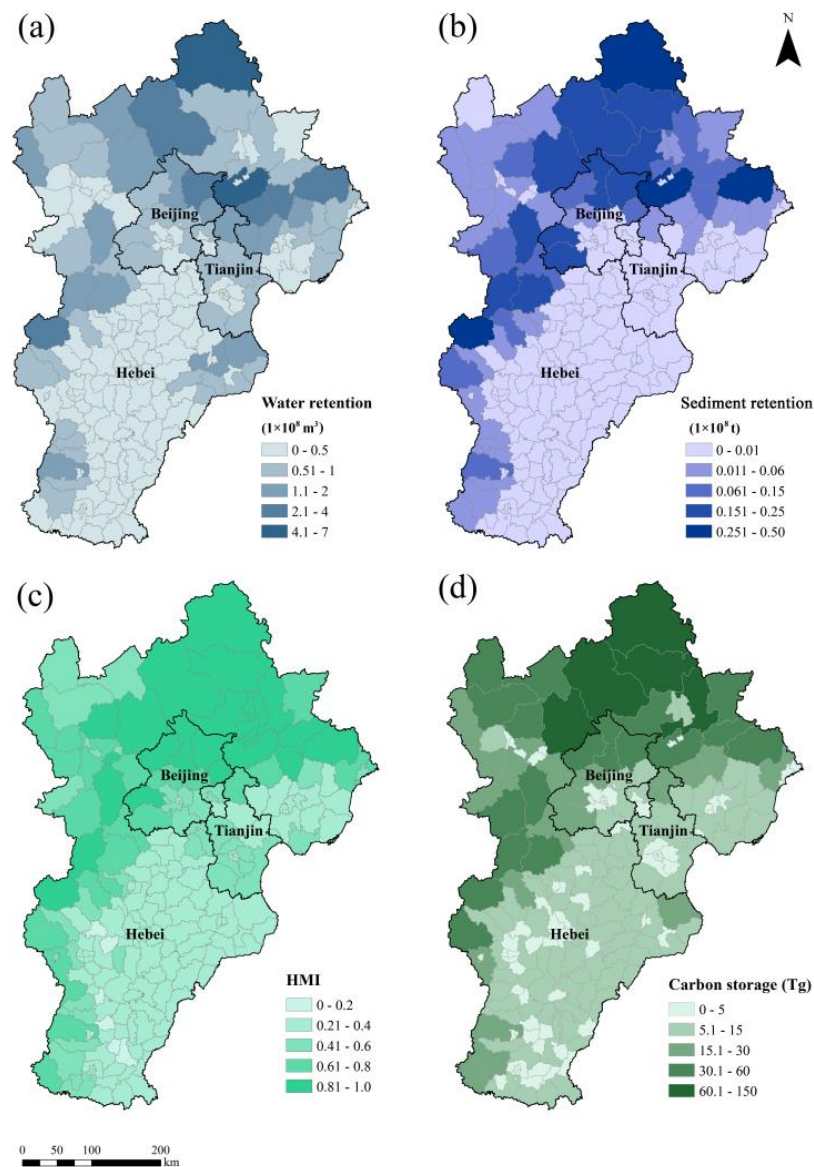 (a)
Beijing
Tianjin
Hebei
Water retention
(1×10⁸ m³)
0 - 0.5
0.51 - 1
1.1 - 2
2.1 - 4
4.1 - 7
(b)
N
Beijing
Tianjin
Hebei
Sediment retention
(1×10⁸ t)
0 - 0.01
0.011 - 0.06
0.061 - 0.15
0.151 - 0.25
0.251 - 0.50
(c)
Beijing
Tianjin
Hebei
HMI
0 - 0.2
0.21 - 0.4
0.41 - 0.6
0.61 - 0.8
0.81 - 1.0
(d)
Beijing
Tianjin
Hebei
Carbon storage (Tg)
0 - 5
5.1 - 15
15.1 - 30
30.1 - 60
60.1 - 150
0 50 100 200
km